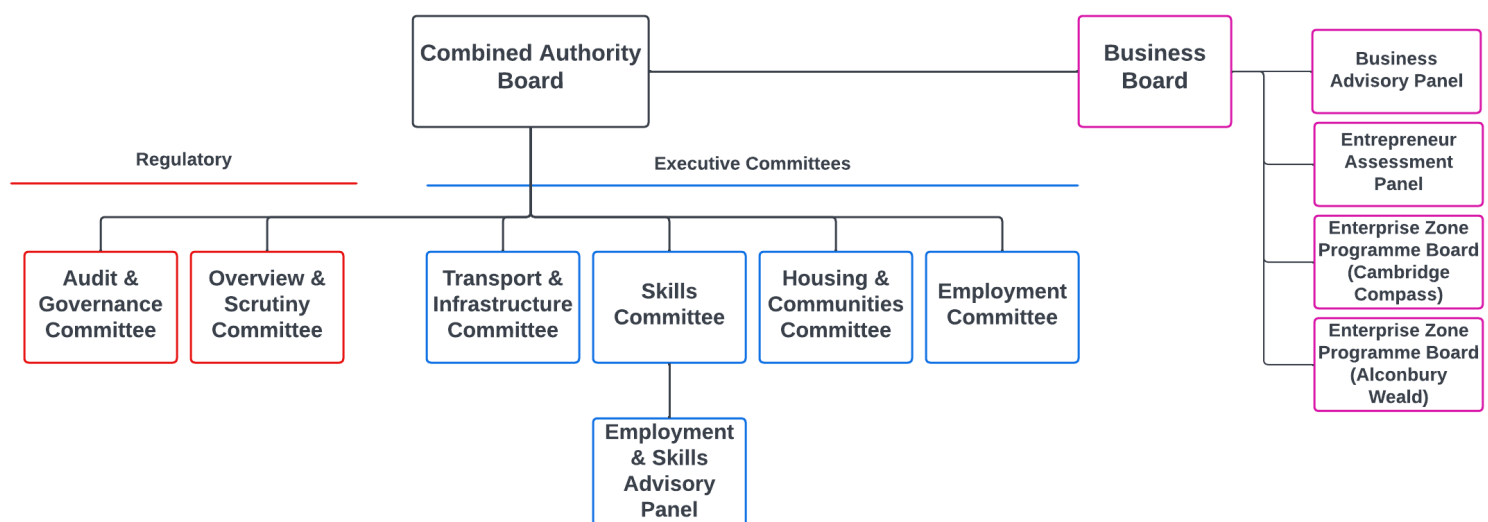 Combined Authority
Board
Business
Board
Business
Advisory Panel
Entrepreneur
Assessment
Panel
Enterprise Zone
Programme Board
(Cambridge
Compass)
Enterprise Zone
Programme Board
(Alconbury
Weald)
Regulatory
Executive Committees
Audit &
Governance
Committee
Overview &
Scrutiny
Committee
Transport &
Infrastructure
Committee
Skills
Committee
Housing &
Communities
Committee
Employment
Committee
Employment
& Skills
Advisory
Panel